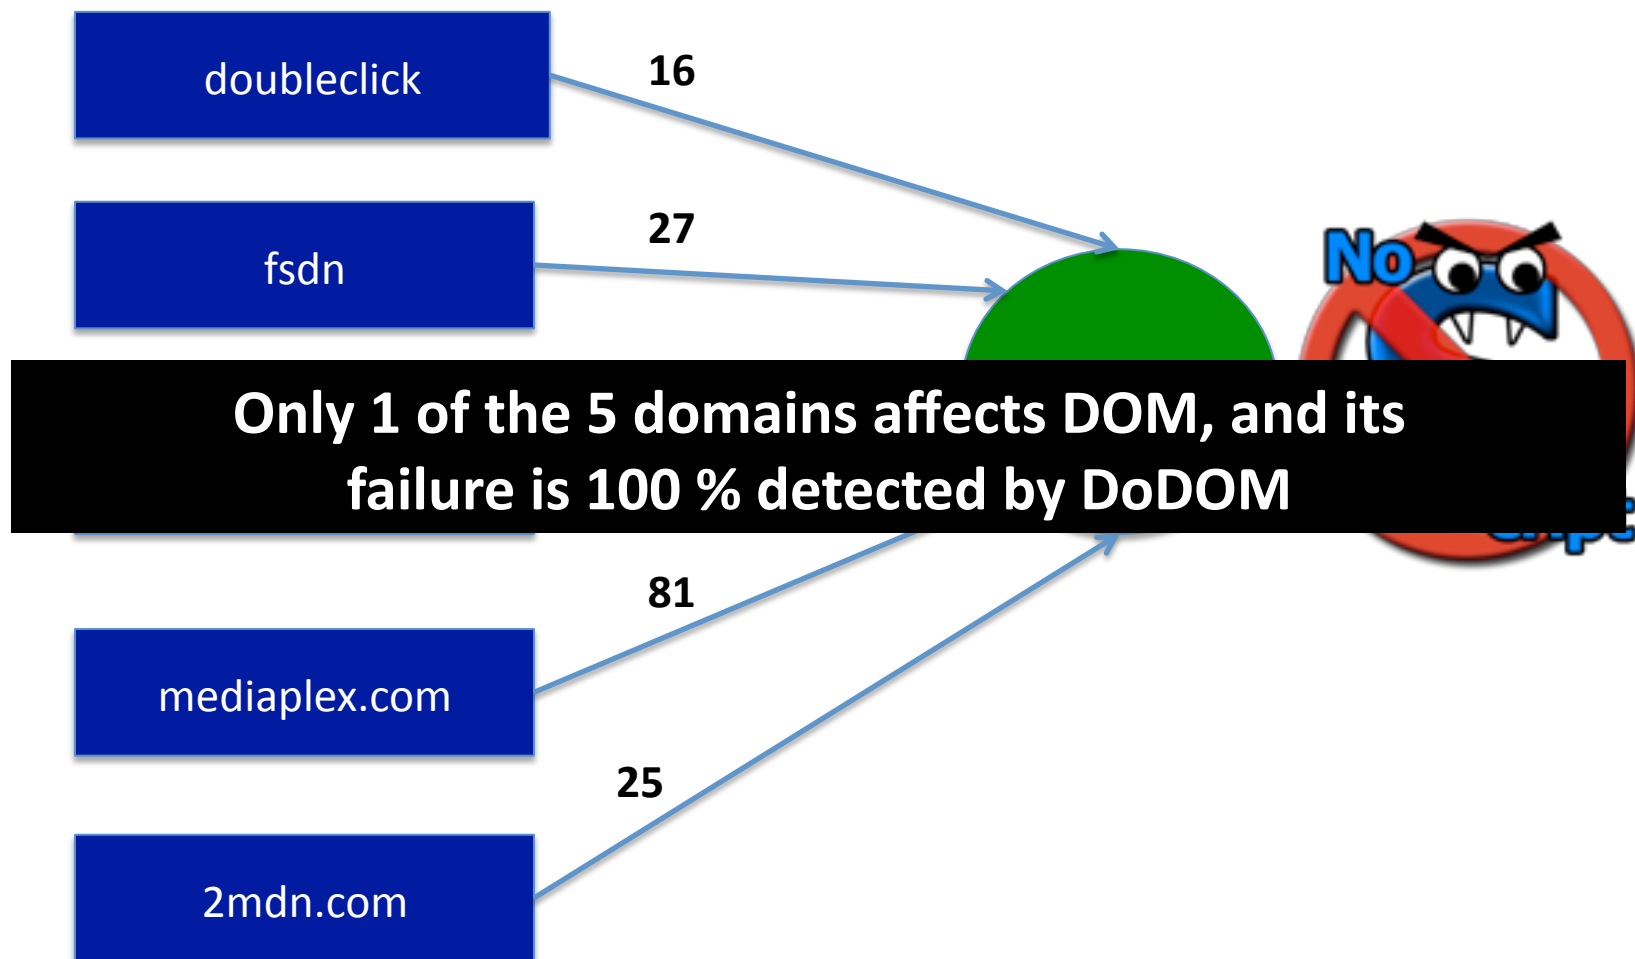 doubleclick
16
fsdn
27
No
Only 1 of the 5 domains affects DOM, and its
failure is 100 % detected by DoDOM
81
mediaplex.com
25
2mdn.com